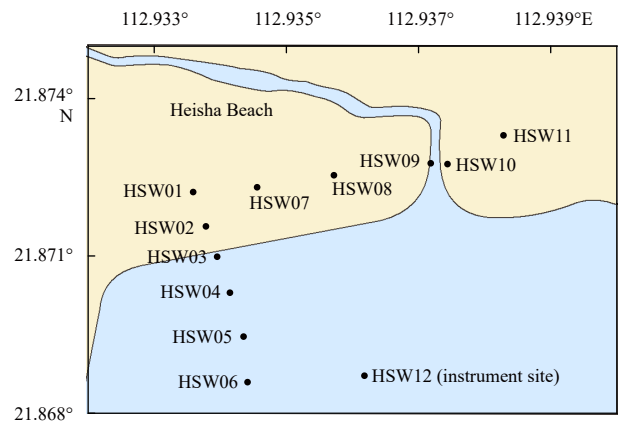 112.933° 112.935° 112.937° 112.939°E
21.874°
N
Heisha Beach
HSW11
HSW09
HSW10
HSW01
HSW08
HSW07
HSW02
21.871°
HSW03
HSW04
HSW05
HSW06
HSW12 (instrument site)
21.868°